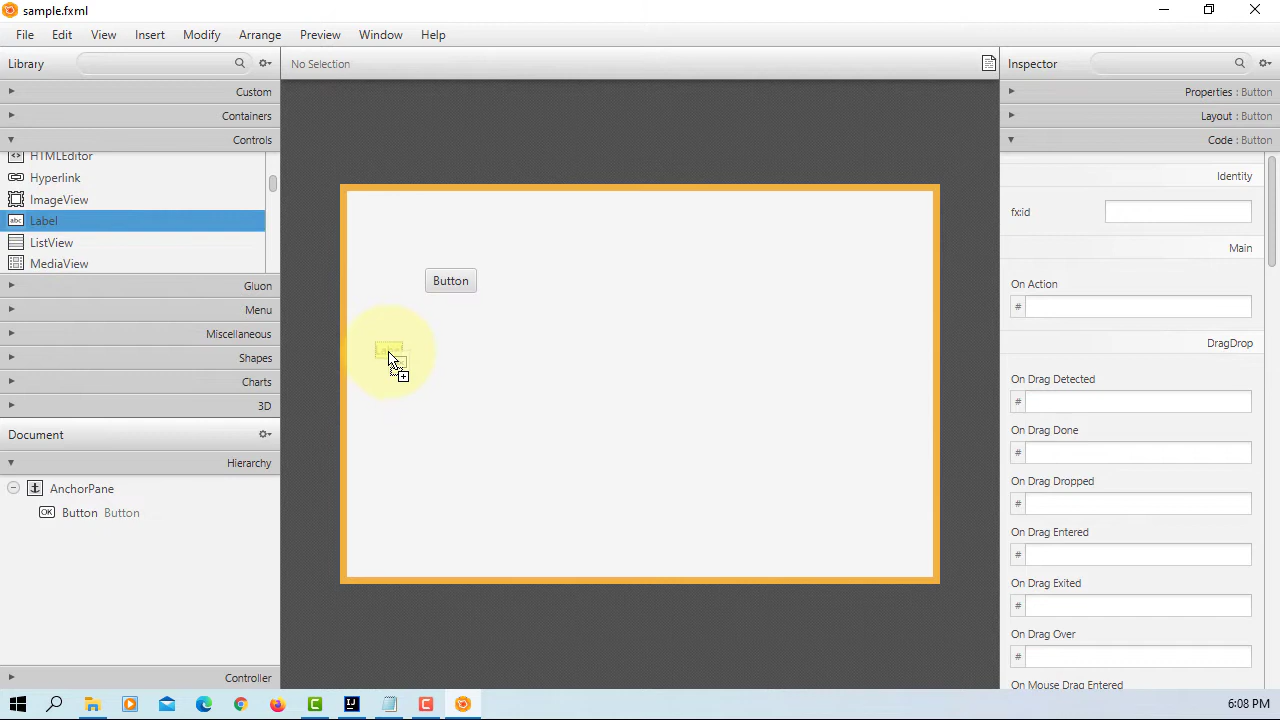 sample.fxml
File Edit View Insert Modify Arrange Preview Window Help
Library
No Selection
Inspector
Custom
Containers
Controls
HTMLEditor
Hyperlink
ImageView
abc Label
ListView
MediaView
Gluon
Menu
Miscellaneous
Shapes
Charts
3D
Document
Hierarchy
AnchorPane
OK Button Button
Controller
Button
Properties : Button
Layout : Button
Code : Button
Identity
fx:id
Main
On Action
#
DragDrop
On Drag Detected
#
On Drag Done
#
On Drag Dropped
#
On Drag Entered
#
On Drag Exited
#
On Drag Over
#
On Mouse Drag Entered
6:08 PM